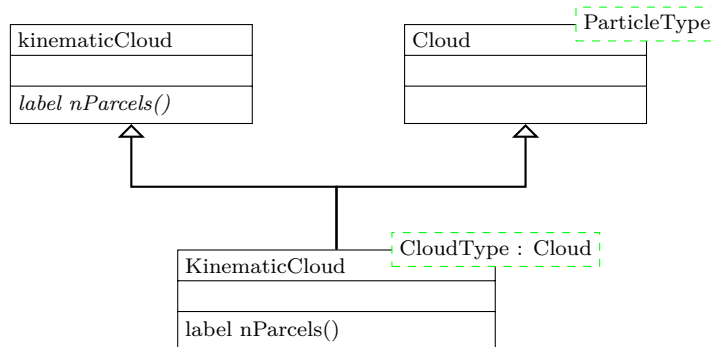 kinematicCloud
label nParcels()
Cloud
ParticleType
KinematicCloud
CloudType : Cloud
label nParcels()